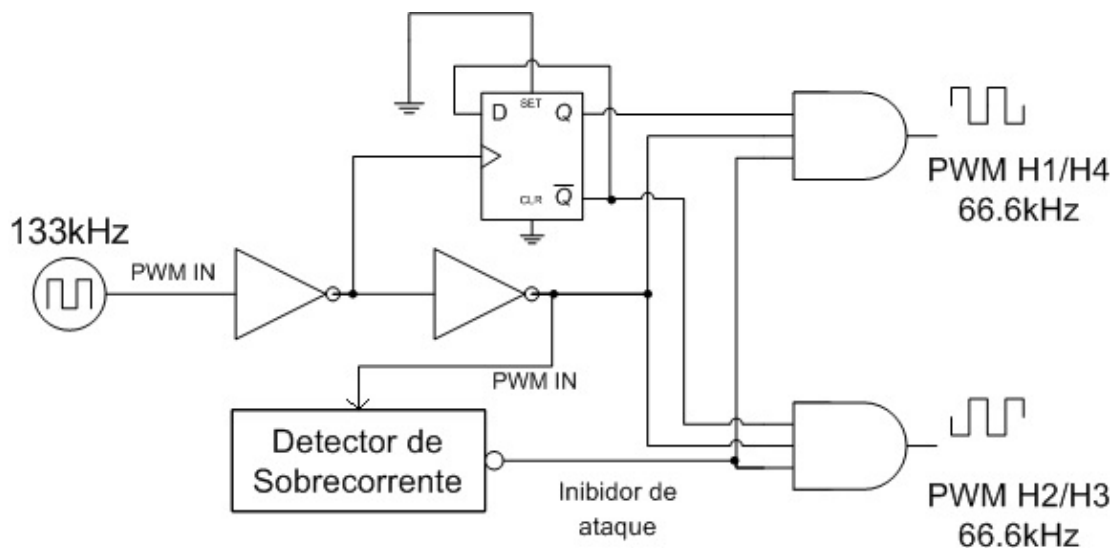 SET
D
Q
CLR
Q
133kHz
PWM IN
PWM H1/H4
66.6kHz
PWM IN
Detector de
Sobrecorrente
Inibidor de
ataque
PWM H2/H3
66.6kHz